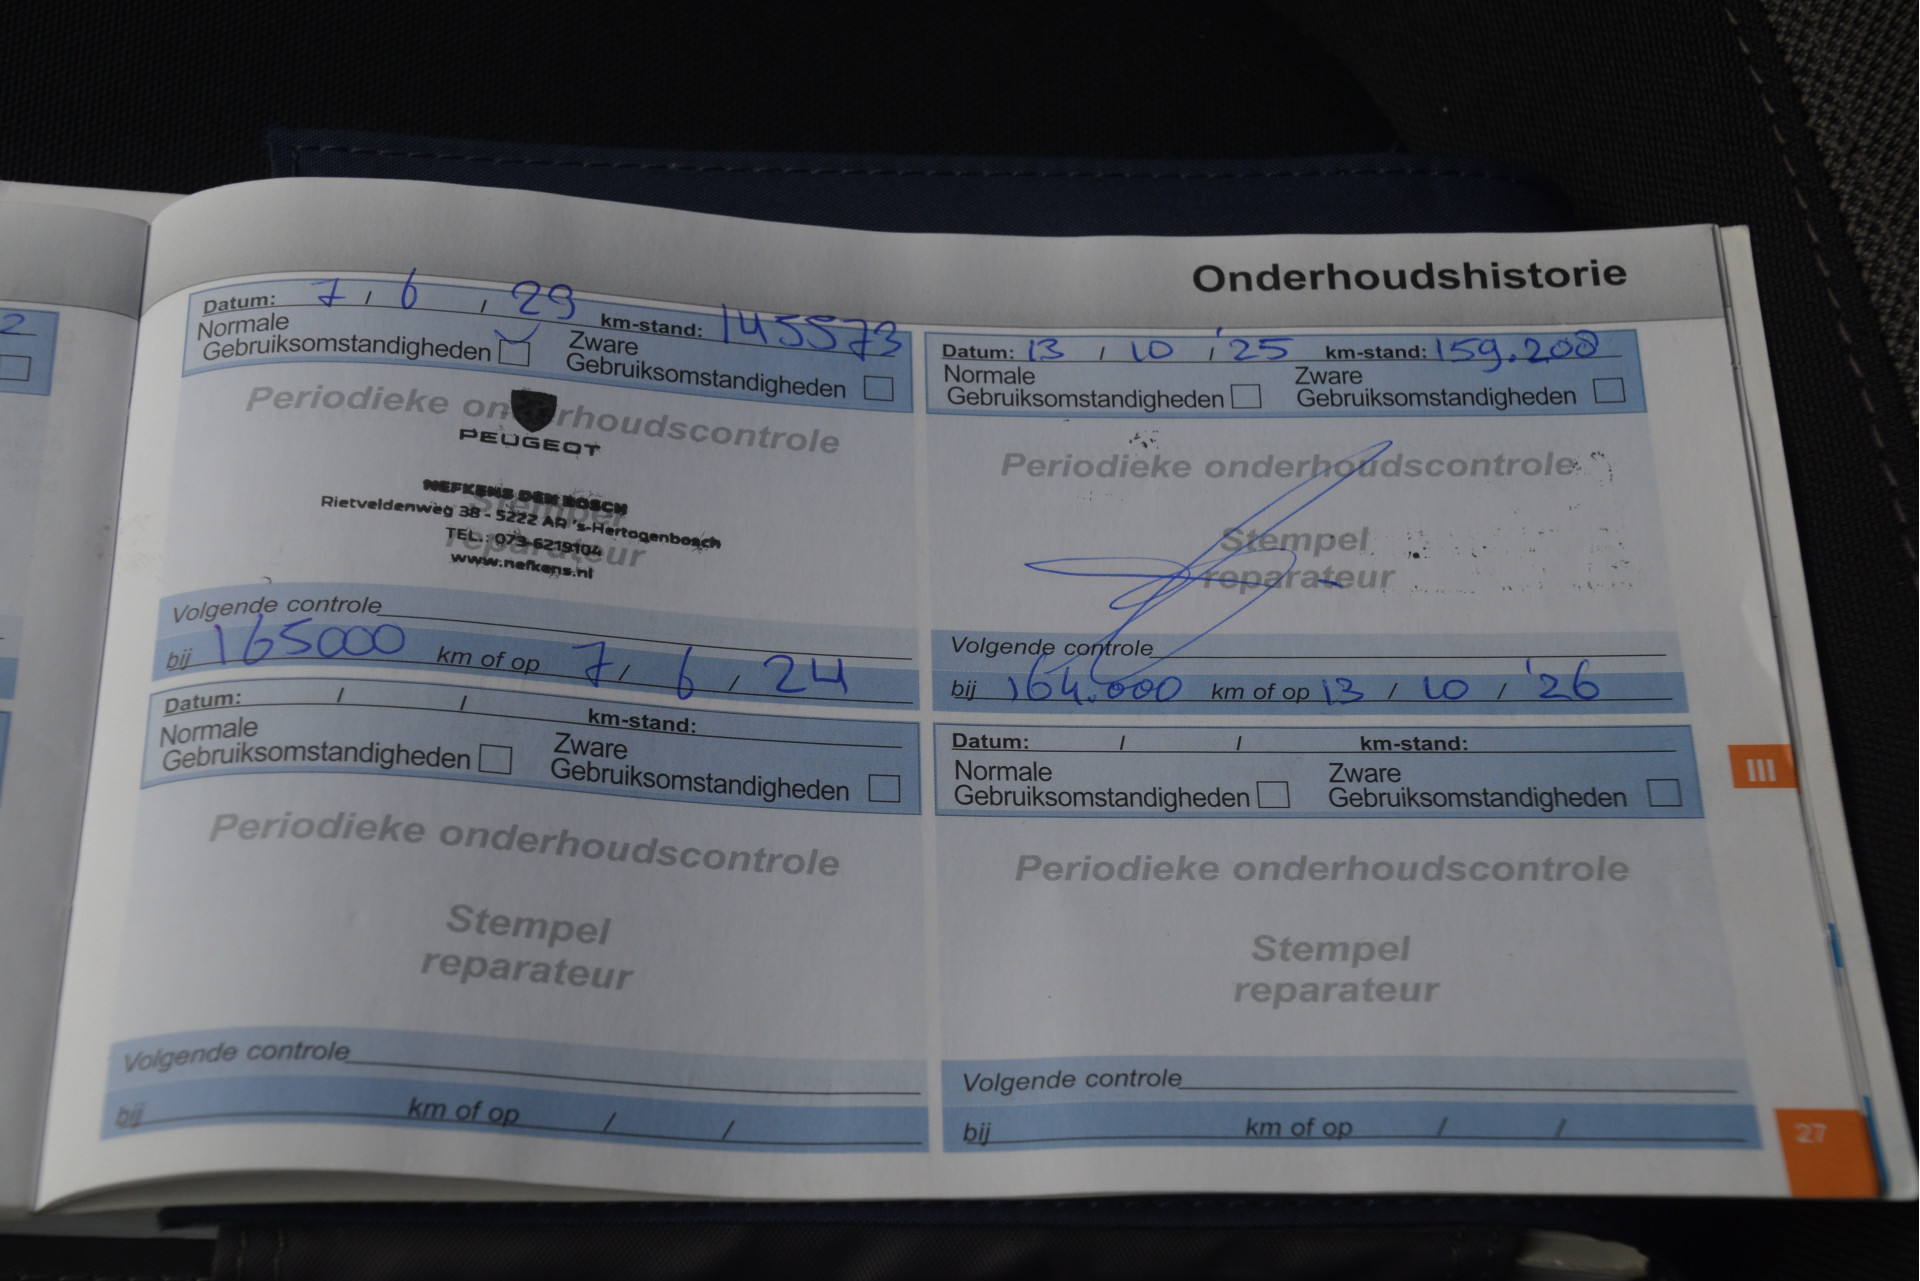 Onderhoudshistorie
2
Datum: 7 / 6 / 23 km-stand: 145573
Normale Gebruiksomstandigheden Zware Gebruiksomstandigheden
Periodieke onderhoudscontrole
PEUGEOT
Stempel
reparateur
NEFKENS DEN BOSCH
Rietveldenweg 38 - 5222 AR 's-Hertogenbosch
TEL.: 073-6219104
www.nefkens.nl
Volgende controle
bij 165000 km of op 7 / 6 / 24
Datum: 13 / 10 / '25 km-stand: 159.208
Normale Gebruiksomstandigheden Zware Gebruiksomstandigheden
Periodieke onderhoudscontrole
Stempel
reparateur
Volgende controle
bij 164.000 km of op 13 / 10 / '26
Datum: / / km-stand:
Normale Gebruiksomstandigheden Zware Gebruiksomstandigheden
Periodieke onderhoudscontrole
Stempel
reparateur
Volgende controle
bij km of op / /
Datum: / / km-stand:
Normale Gebruiksomstandigheden Zware Gebruiksomstandigheden
Periodieke onderhoudscontrole
Stempel
reparateur
Volgende controle
bij km of op / /
III
27